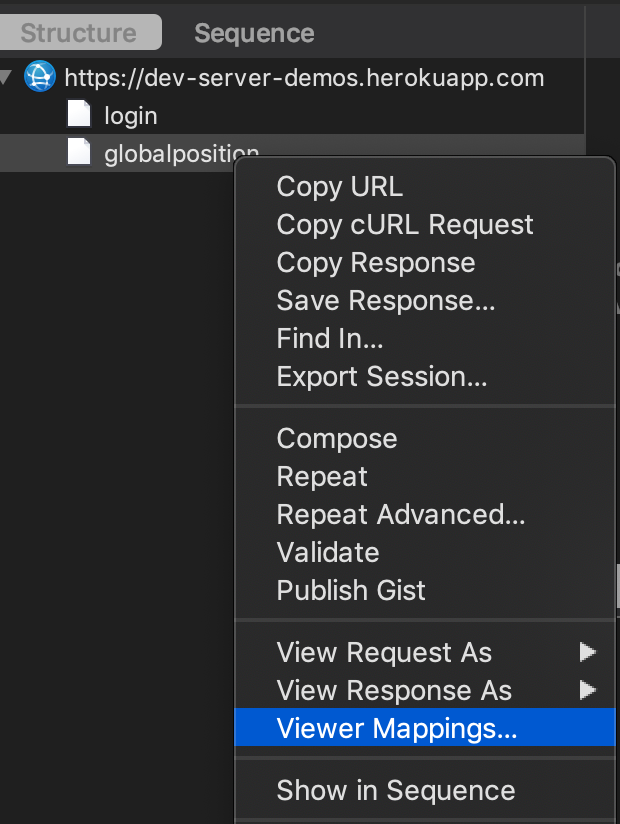 Structure Sequence
https://dev-server-demos.herokuapp.com
login
globalposition
Copy URL
Copy cURL Request
Copy Response
Save Response...
Find In...
Export Session...
Compose
Repeat
Repeat Advanced...
Validate
Publish Gist
View Request As
View Response As
Viewer Mappings...
Show in Sequence